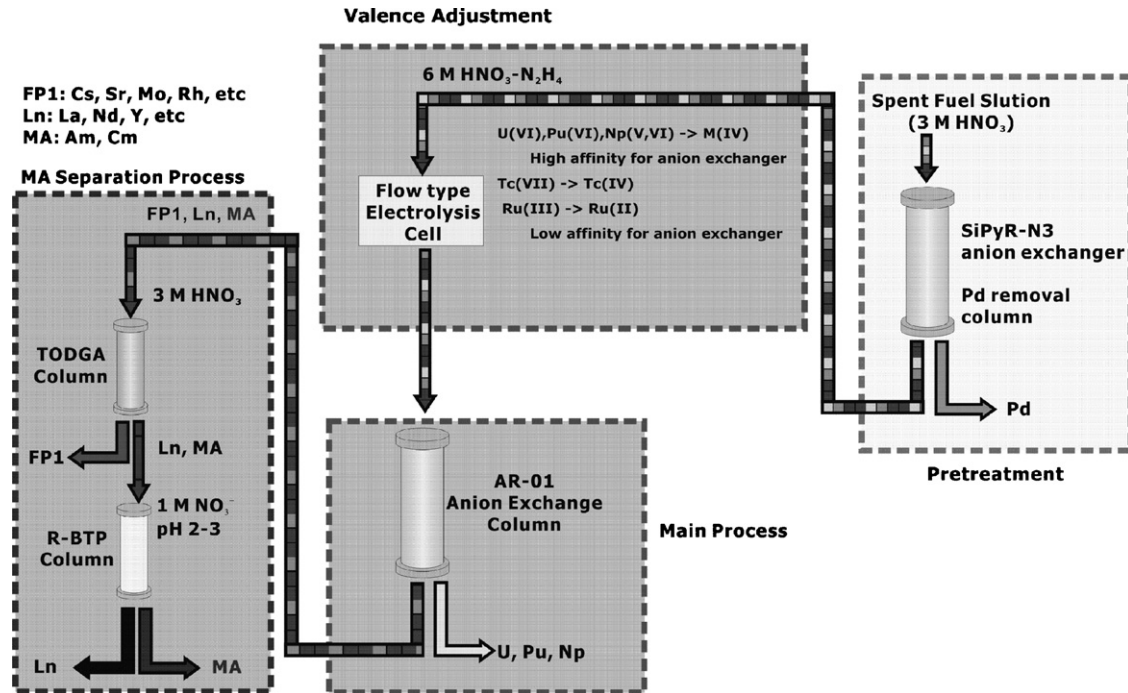 Valence Adjustment
FP1: Cs, Sr, Mo, Rh, etc
Ln: La, Nd, Y, etc
MA: Am, Cm
MA Separation Process
FP1, Ln, MA
3 M HNO₃
TODGA
Column
FP1
Ln, MA
1 M NO₃⁻
pH 2-3
R-BTP
Column
Ln
MA
6 M HNO₃-N₂H₄
U(VI),Pu(VI),Np(V,VI) -> M(IV)
High affinity for anion exchanger
Tc(VII) -> Tc(IV)
Ru(III) -> Ru(II)
Low affinity for anion exchanger
Flow type
Electrolysis
Cell
AR-01
Anion Exchange
Column
U, Pu, Np
Main Process
Spent Fuel Slution
(3 M HNO₃)
SiPyR-N3
anion exchanger
Pd removal
column
Pd
Pretreatment